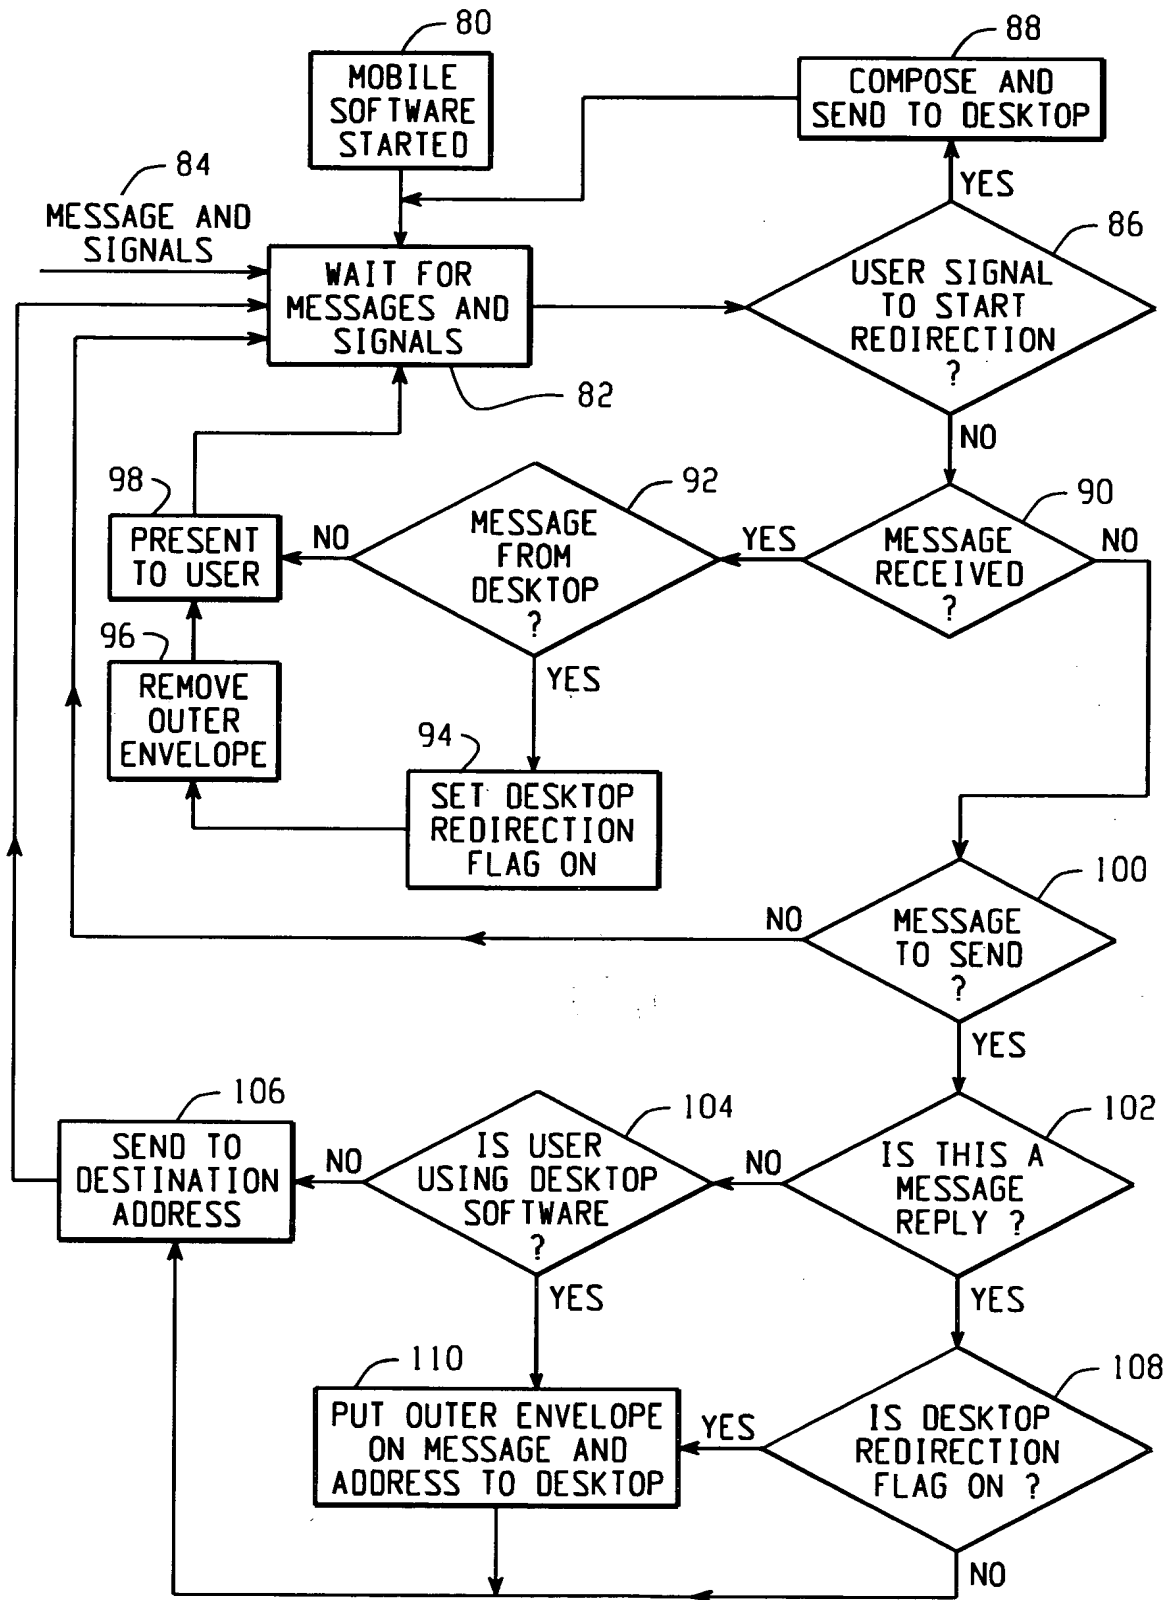 80
MOBILE
SOFTWARE
STARTED
88
COMPOSE AND
SEND TO DESKTOP
84
MESSAGE AND
SIGNALS
YES
86
WAIT FOR
MESSAGES AND
SIGNALS
82
USER SIGNAL
TO START
REDIRECTION
?
NO
98
PRESENT
TO USER
NO
92
MESSAGE
FROM
DESKTOP
?
YES
90
MESSAGE
RECEIVED
?
NO
96
REMOVE
OUTER
ENVELOPE
YES
94
SET DESKTOP
REDIRECTION
FLAG ON
100
NO
MESSAGE
TO SEND
?
YES
106
SEND TO
DESTINATION
ADDRESS
NO
104
IS USER
USING DESKTOP
SOFTWARE
?
NO
102
IS THIS A
MESSAGE
REPLY ?
YES
YES
110
PUT OUTER ENVELOPE
ON MESSAGE AND
ADDRESS TO DESKTOP
YES
108
IS DESKTOP
REDIRECTION
FLAG ON ?
NO